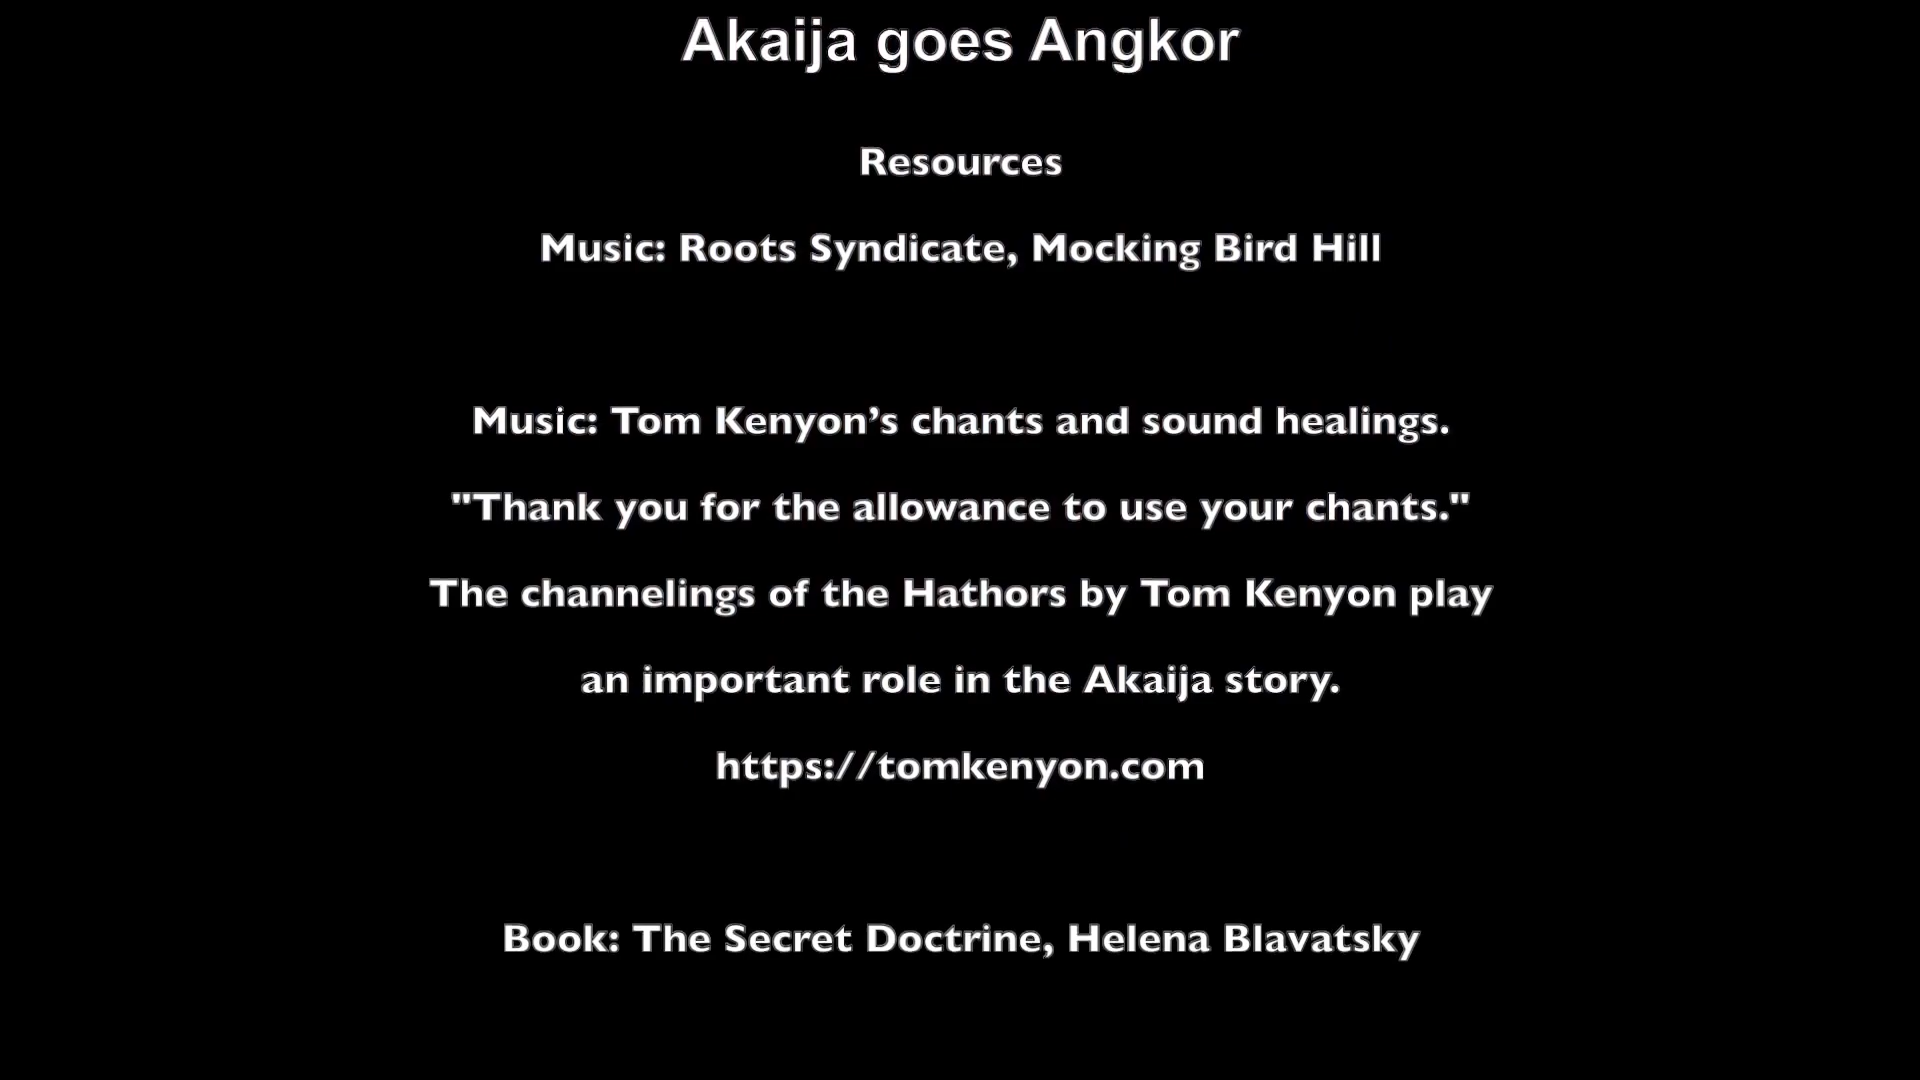 Akaija goes Angkor
Resources
Music: Roots Syndicate, Mocking Bird Hill
Music: Tom Kenyon’s chants and sound healings.
"Thank you for the allowance to use your chants."
The channelings of the Hathors by Tom Kenyon play
an important role in the Akaija story.
https://tomkenyon.com
Book: The Secret Doctrine, Helena Blavatsky